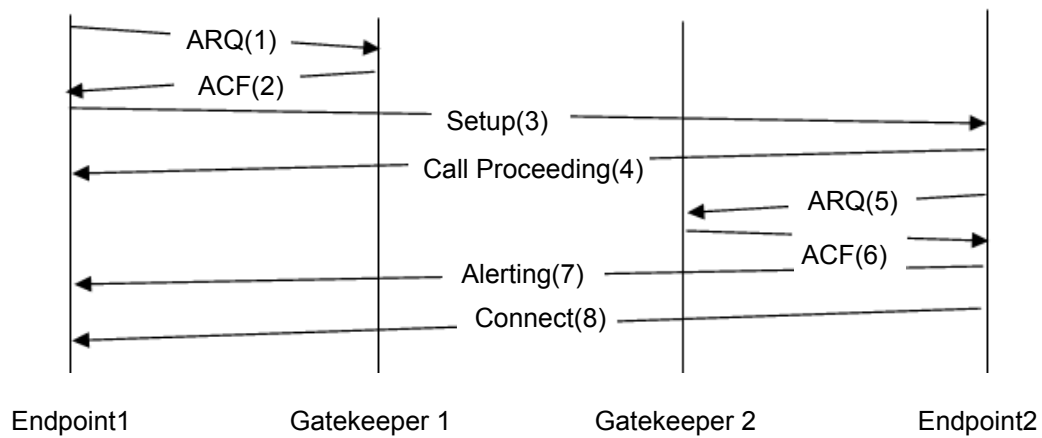 ARQ(1)
ACF(2)
Setup(3)
Call Proceeding(4)
ARQ(5)
ACF(6)
Alerting(7)
Connect(8)
Endpoint1 Gatekeeper 1 Gatekeeper 2 Endpoint2